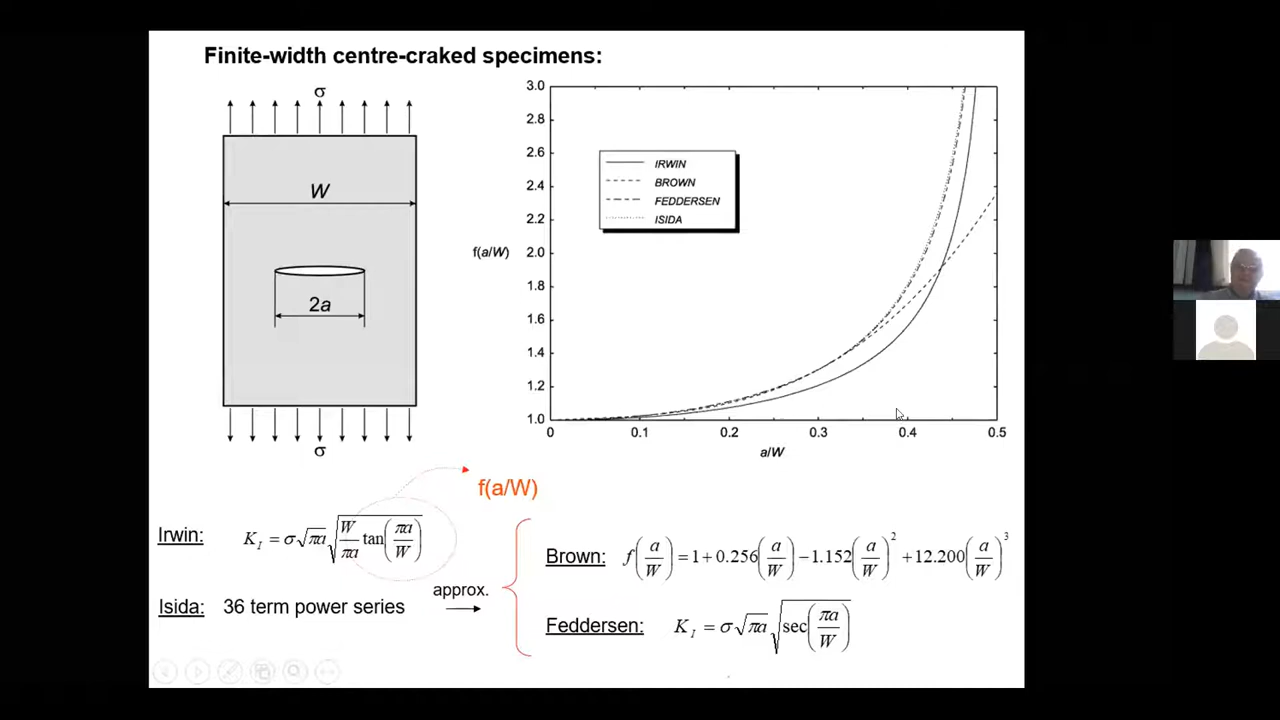 Finite-width centre-craked specimens:
σ
W
2a
σ
3.0
2.8
2.6
2.4
2.2
2.0
1.8
1.6
1.4
1.2
1.0
f(a/W)
IRWIN
BROWN
FEDDERSEN
ISIDA
0 0.1 0.2 0.3 0.4 0.5
a/W
f(a/W)
Irwin: K_I = σ√(πa) √(W/(πa) tan(πa/W))
Brown: f(a/W) = 1 + 0.256(a/W) − 1.152(a/W)^2 + 12.200(a/W)^3
Isida: 36 term power series
approx.
Feddersen: K_I = σ√(πa) √(sec(πa/W))